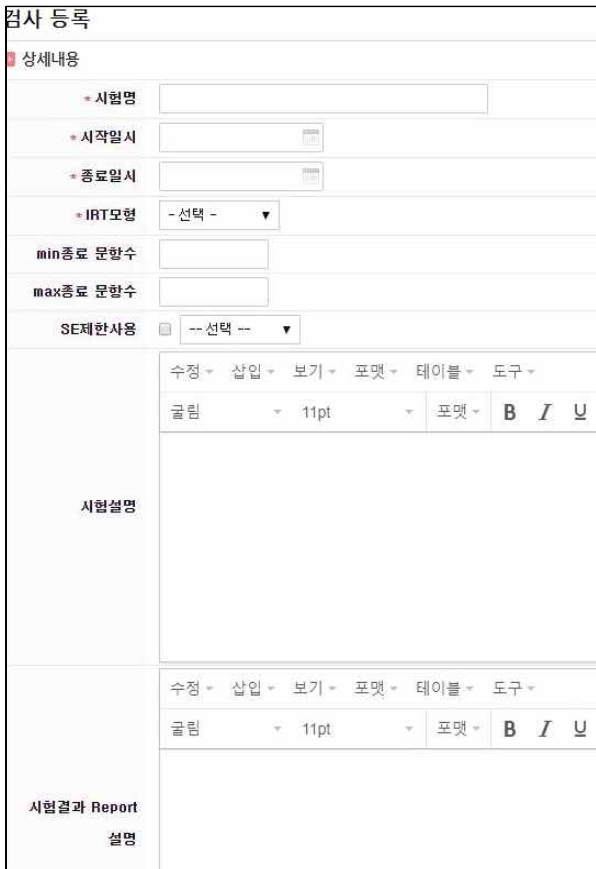 검사 등록
상세내용
* 시험명
* 시작일시
* 종료일시
* IRT모형 - 선택 - ▼
min종료 문항수
max종료 문항수
SE제한사용 -- 선택 -- ▼
수정 삽입 보기 포맷 테이블 도구
굴림 11pt 포맷 B I U
시험설명
수정 삽입 보기 포맷 테이블 도구
굴림 11pt 포맷 B I U
시험결과 Report
설명